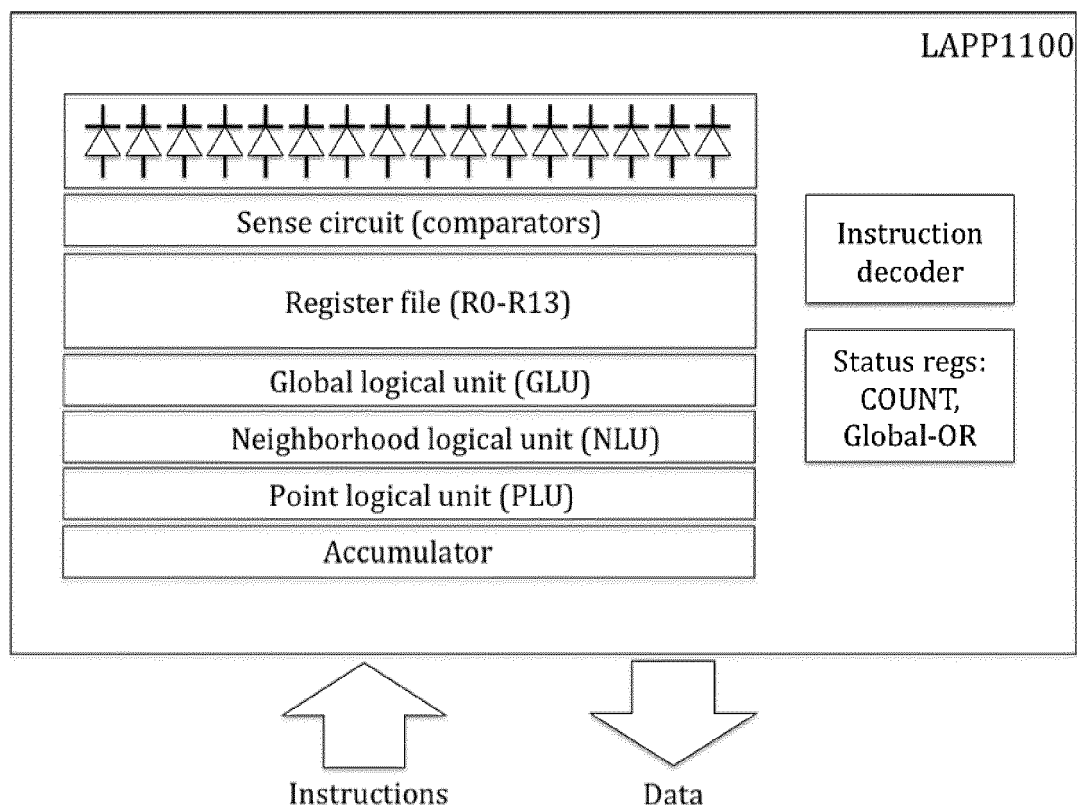 LAPP1100
Sense circuit (comparators)
Register file (R0-R13)
Global logical unit (GLU)
Neighborhood logical unit (NLU)
Point logical unit (PLU)
Accumulator
Instruction
decoder
Status regs:
COUNT,
Global-OR
Instructions
Data